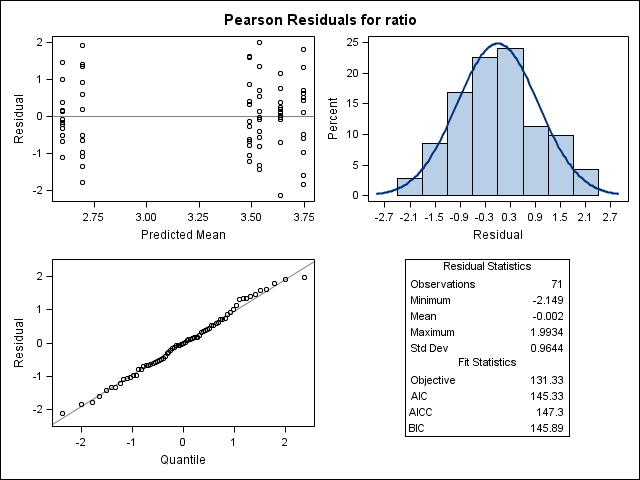 Pearson Residuals for ratio
2
1
0
-1
-2
Residual
2.75
3.00
3.25
3.50
3.75
Predicted Mean
25
20
15
10
5
0
Percent
-2.7
-2.1
-1.5
-0.9
-0.3
0.3
0.9
1.5
2.1
2.7
Residual
2
1
0
-1
-2
Residual
-2
-1
0
1
2
Quantile
Residual Statistics
Observations 71
Minimum -2.149
Mean -0.002
Maximum 1.9934
Std Dev 0.9644
Fit Statistics
Objective 131.33
AIC 145.33
AICC 147.3
BIC 145.89